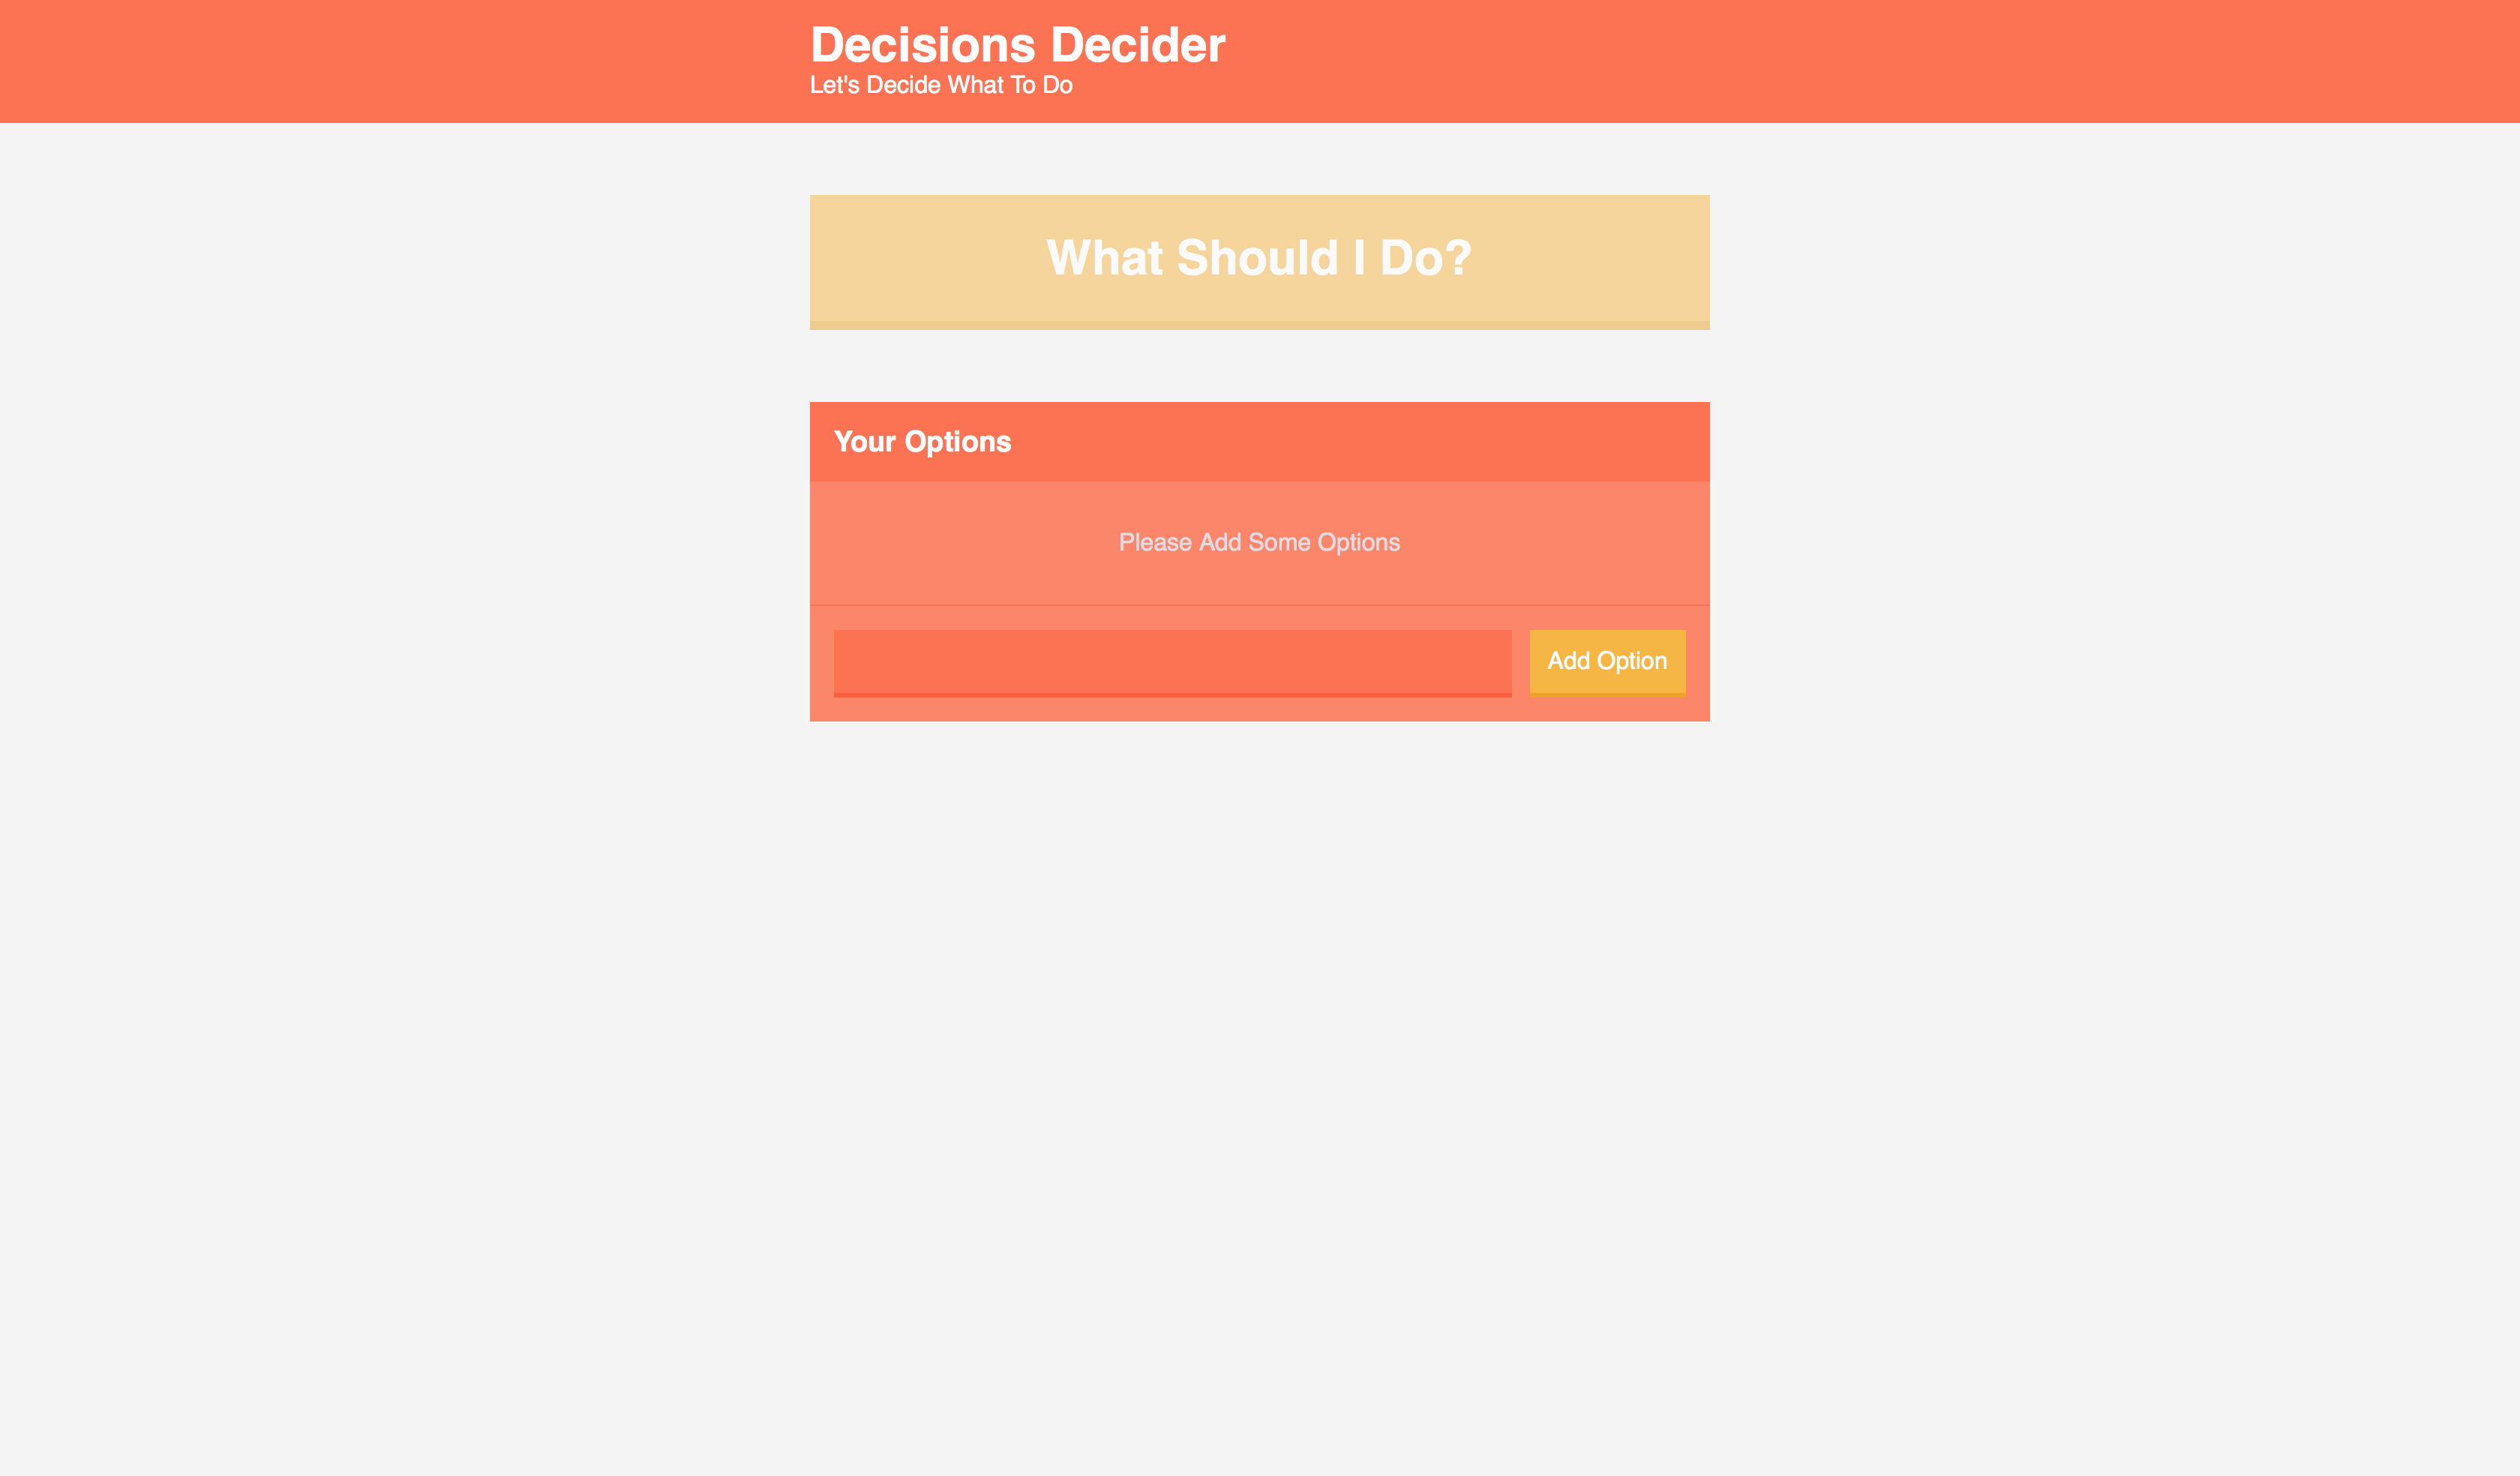 Decisions Decider
Let's Decide What To Do
What Should I Do?
Your Options
Please Add Some Options
Add Option